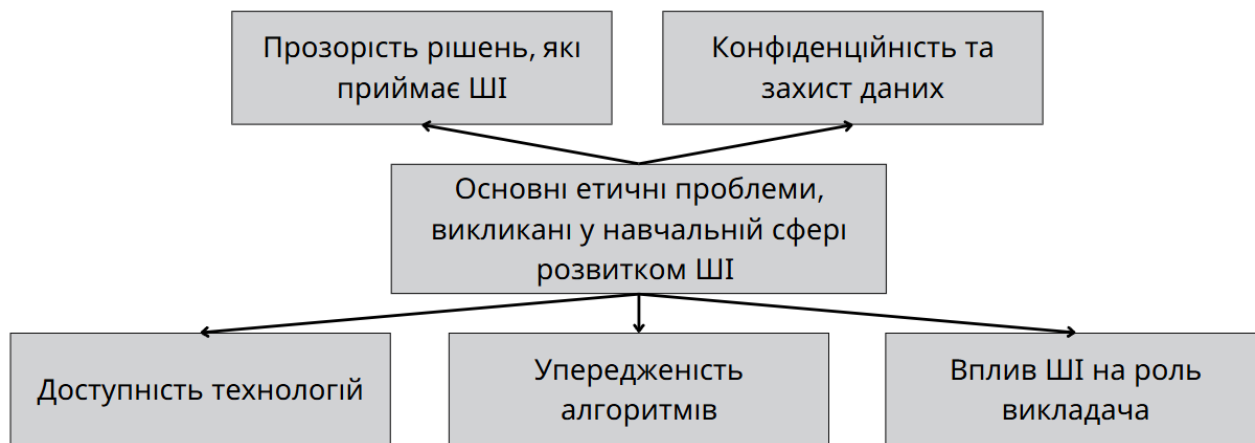 Прозорість рішень, які
приймає ШІ
Конфіденційність та
захист даних
Основні етичні проблеми,
викликані у навчальній сфері
розвитком ШІ
Доступність технологій
Упередженість
алгоритмів
Вплив ШІ на роль
викладача